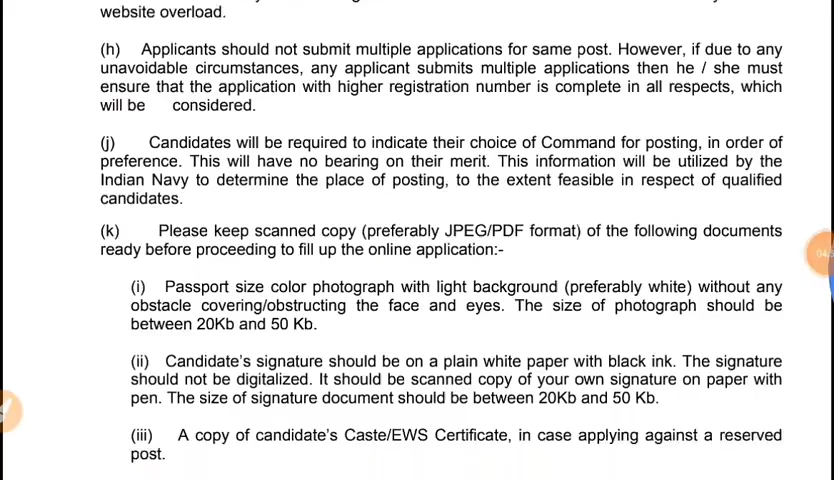 website overload.
(h) Applicants should not submit multiple applications for same post. However, if due to any
unavoidable circumstances, any applicant submits multiple applications then he / she must
ensure that the application with higher registration number is complete in all respects, which
will be considered.
(j) Candidates will be required to indicate their choice of Command for posting, in order of
preference. This will have no bearing on their merit. This information will be utilized by the
Indian Navy to determine the place of posting, to the extent feasible in respect of qualified
candidates.
(k) Please keep scanned copy (preferably JPEG/PDF format) of the following documents
ready before proceeding to fill up the online application:-
(i) Passport size color photograph with light background (preferably white) without any
obstacle covering/obstructing the face and eyes. The size of photograph should be
between 20Kb and 50 Kb.
(ii) Candidate's signature should be on a plain white paper with black ink. The signature
should not be digitalized. It should be scanned copy of your own signature on paper with
pen. The size of signature document should be between 20Kb and 50 Kb.
(iii) A copy of candidate's Caste/EWS Certificate, in case applying against a reserved
post.